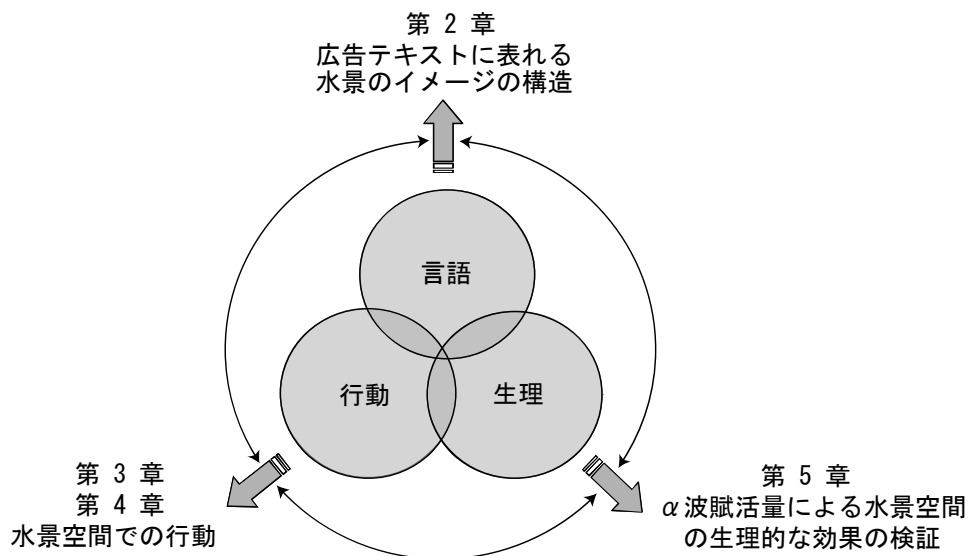 第 2 章
広告テキストに表れる
水景のイメージの構造
言語
行動
生理
第 3 章
第 4 章
水景空間での行動
第 5 章
α波賦活量による水景空間
の生理的な効果の検証